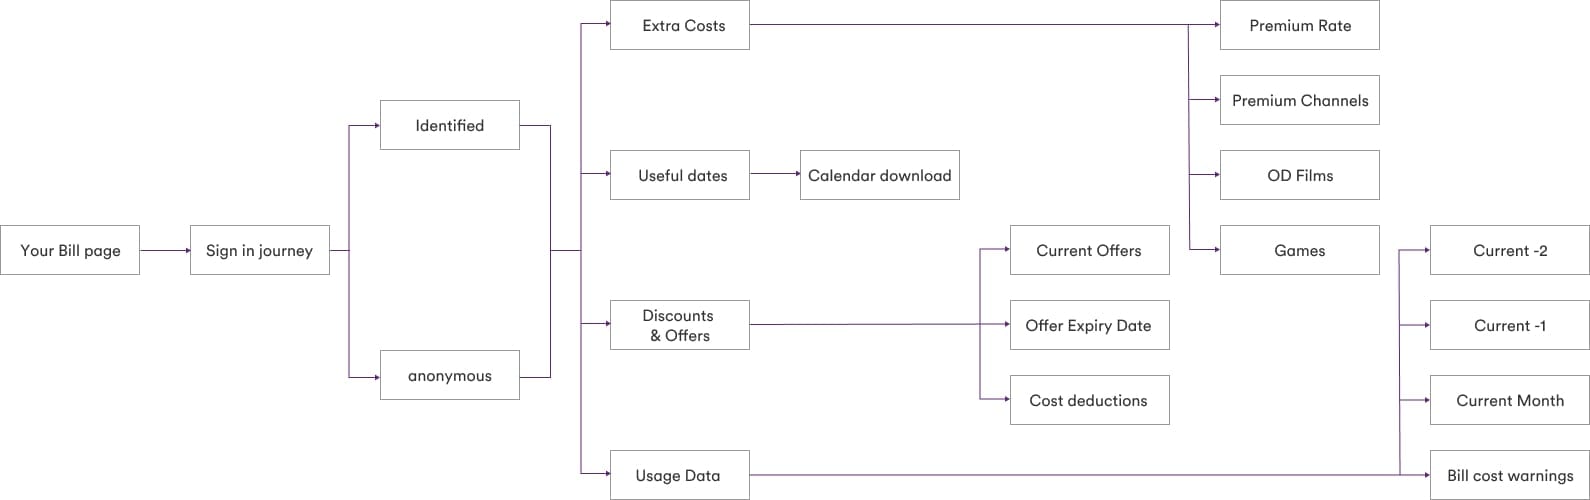 Your Bill page
Sign in journey
Identified
anonymous
Extra Costs
Useful dates
Discounts
& Offers
Usage Data
Calendar download
Current Offers
Offer Expiry Date
Cost deductions
Premium Rate
Premium Channels
OD Films
Games
Current -2
Current -1
Current Month
Bill cost warnings